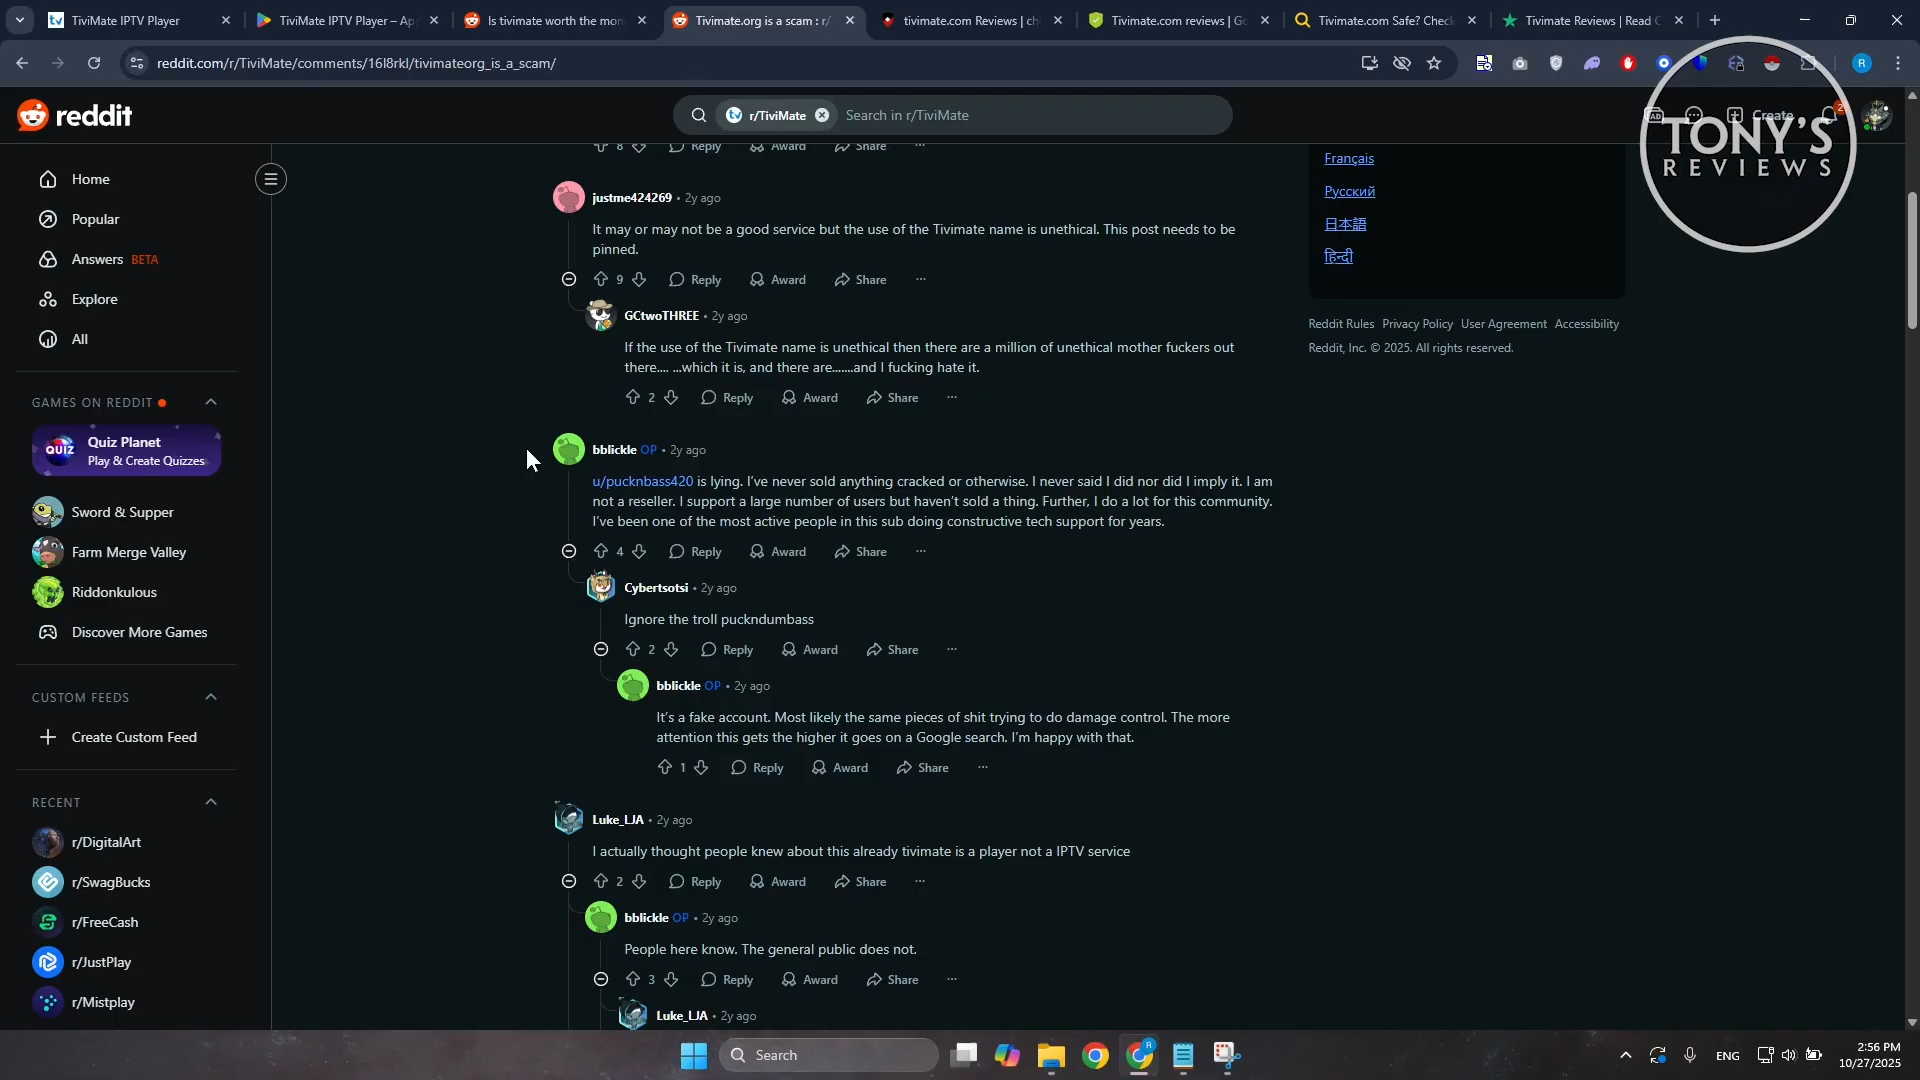 TiviMate IPTV Player
TiviMate IPTV Player – Ap
Is tivimate worth the mon
Tivimate.org is a scam : r/
tivimate.com Reviews | ch
Tivimate.com reviews | Go
Tivimate.com Safe? Check
Tivimate Reviews | Read C
reddit.com/r/TiviMate/comments/16l8rkl/tivimateorg_is_a_scam/
R
reddit
r/TiviMate
Search in r/TiviMate
Create
2
TONY'S
REVIEWS
Home
Popular
Answers BETA
Explore
All
GAMES ON REDDIT
QUIZ
Quiz Planet
Play & Create Quizzes
Sword & Supper
Farm Merge Valley
Riddonkulous
Discover More Games
CUSTOM FEEDS
Create Custom Feed
RECENT
r/DigitalArt
r/SwagBucks
r/FreeCash
r/JustPlay
r/Mistplay
8 Reply Award Share
justme424269 • 2y ago
It may or may not be a good service but the use of the Tivimate name is unethical. This post needs to be
pinned.
9 Reply Award Share
GCtwoTHREE • 2y ago
If the use of the Tivimate name is unethical then there are a million of unethical mother fuckers out
there.... ...which it is, and there are.......and I fucking hate it.
2 Reply Award Share
bblickle OP • 2y ago
u/pucknbass420 is lying. I've never sold anything cracked or otherwise. I never said I did nor did I imply it. I am
not a reseller. I support a large number of users but haven't sold a thing. Further, I do a lot for this community.
I've been one of the most active people in this sub doing constructive tech support for years.
4 Reply Award Share
Cybertsotsi • 2y ago
Ignore the troll puckndumbass
2 Reply Award Share
bblickle OP • 2y ago
It's a fake account. Most likely the same pieces of shit trying to do damage control. The more
attention this gets the higher it goes on a Google search. I'm happy with that.
1 Reply Award Share
Luke_LJA • 2y ago
I actually thought people knew about this already tivimate is a player not a IPTV service
2 Reply Award Share
bblickle OP • 2y ago
People here know. The general public does not.
3 Reply Award Share
Luke_LJA • 2y ago
Français
Русский
日本語
हिन्दी
Reddit Rules Privacy Policy User Agreement Accessibility
Reddit, Inc. © 2025. All rights reserved.
Search
ENG
2:56 PM
10/27/2025